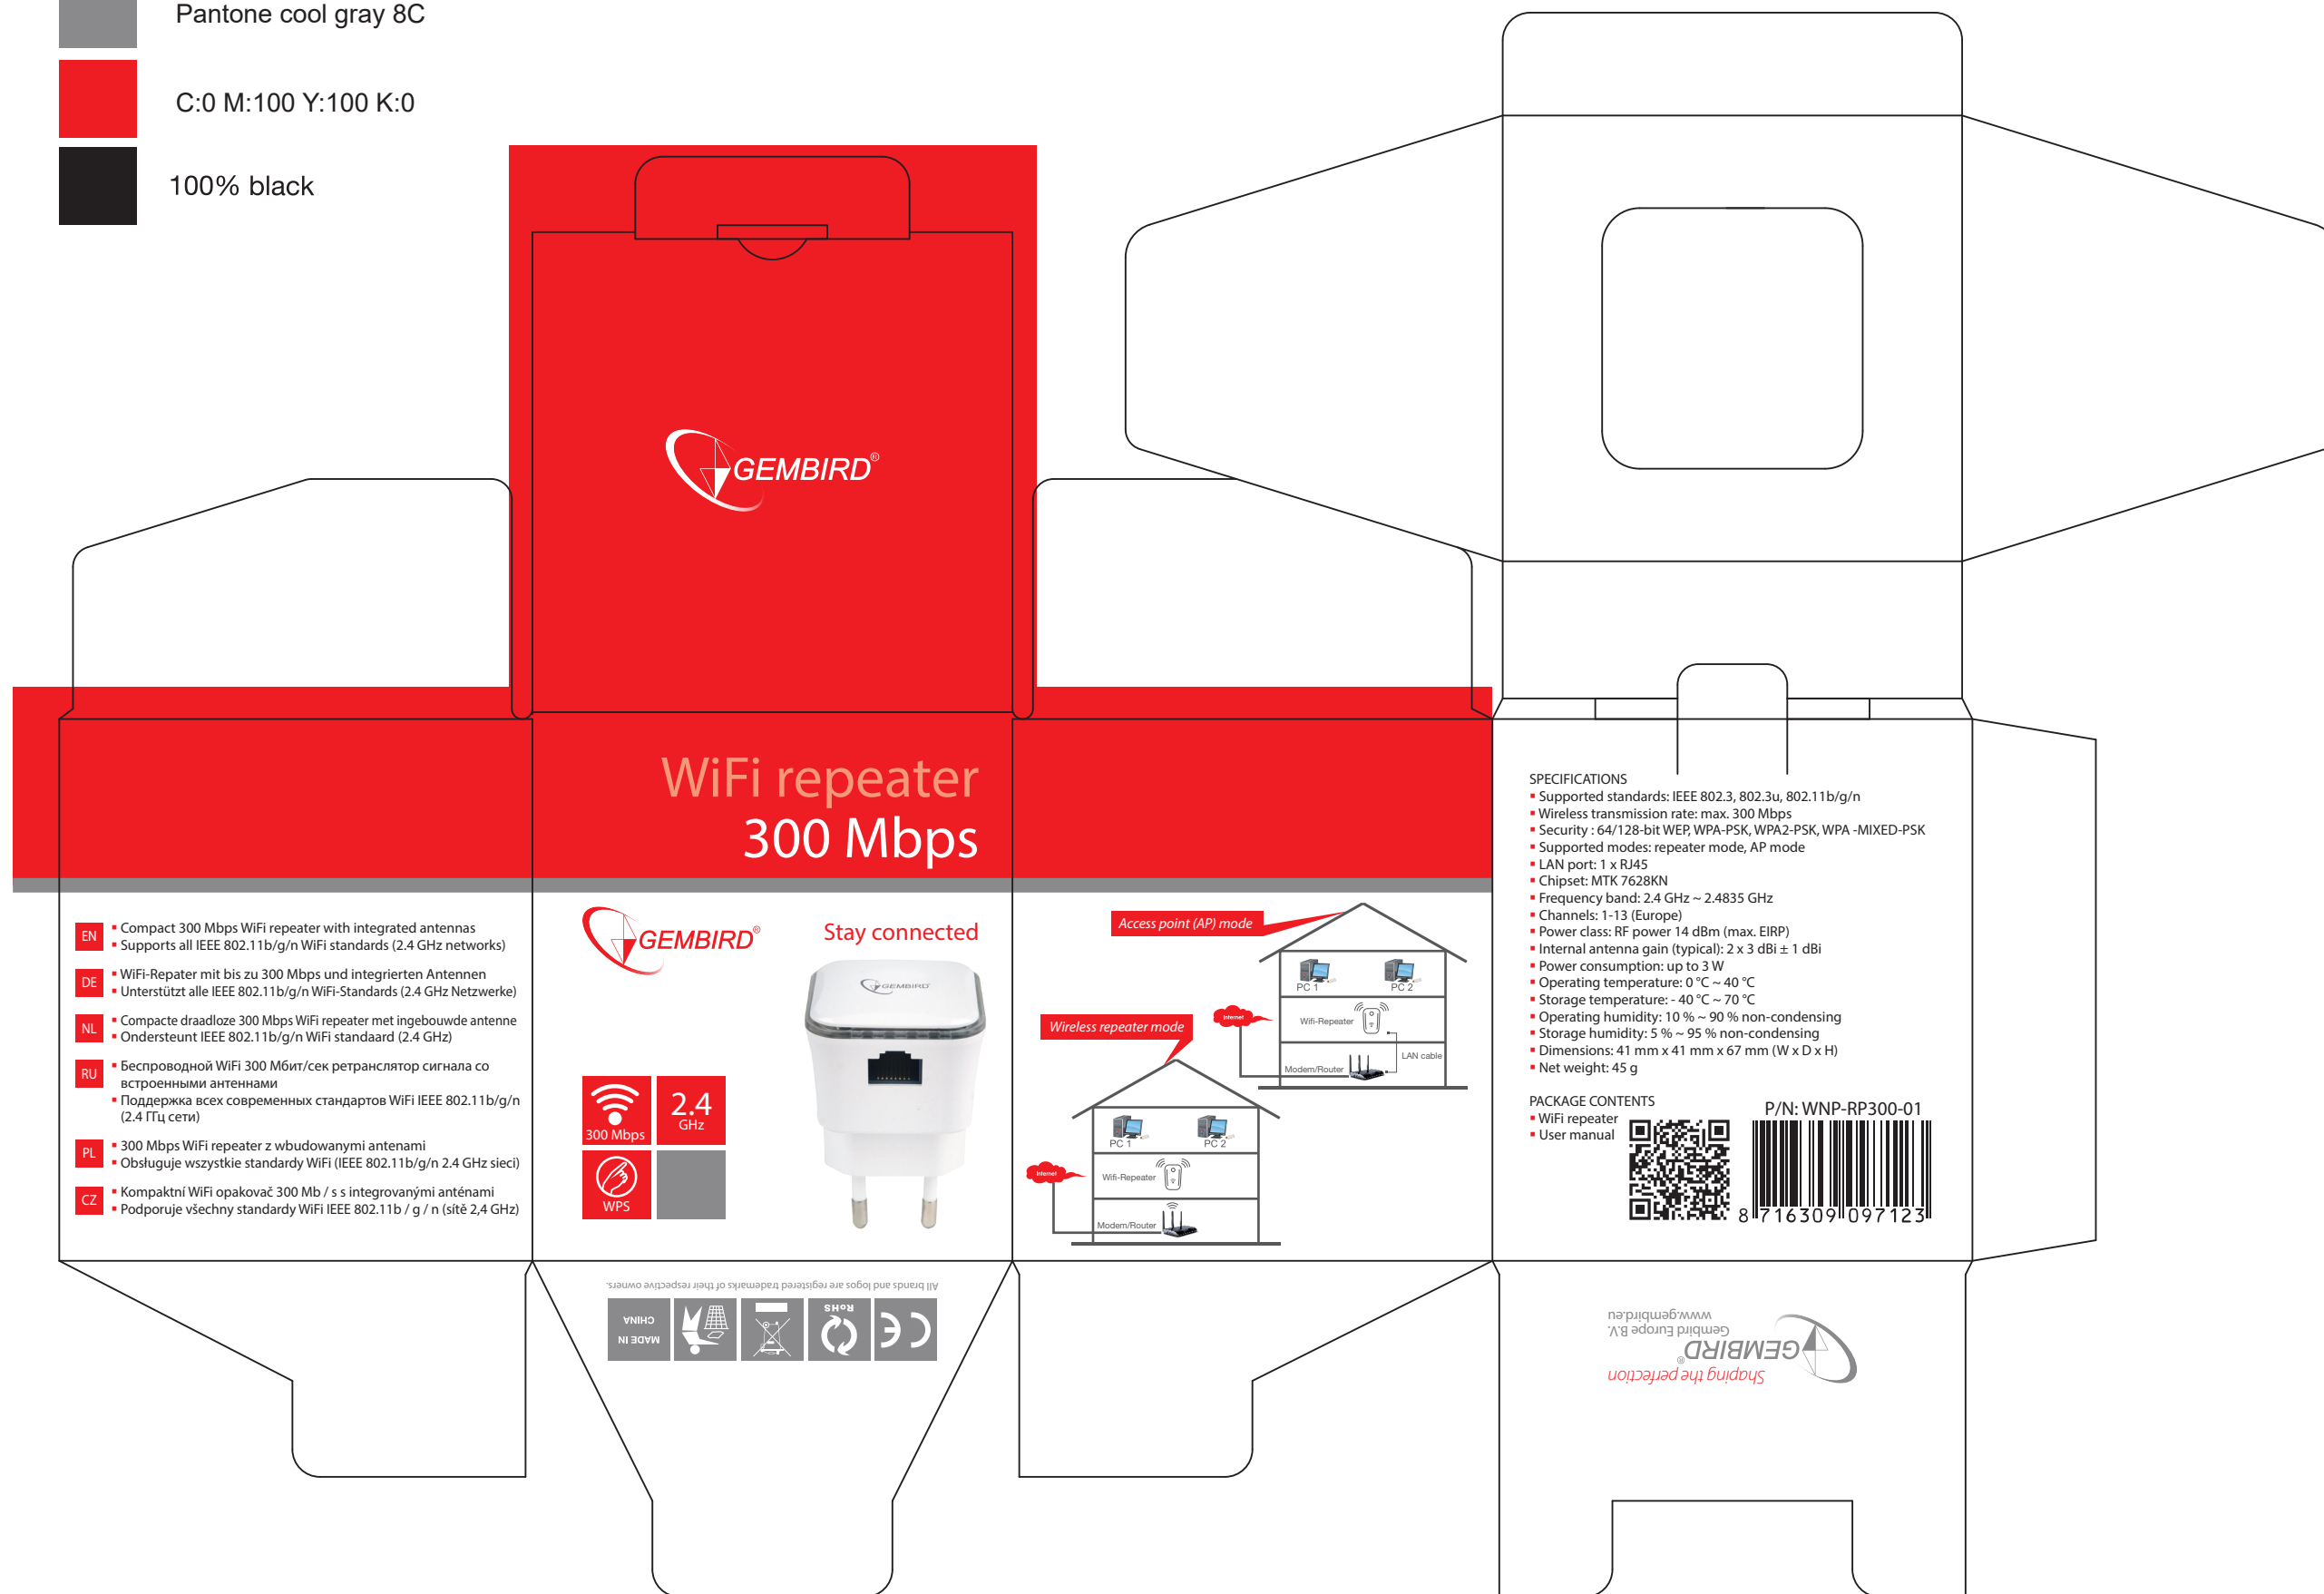 Pantone cool gray 8C
C:0 M:100 Y:100 K:0
100% black
GEMBIRD®
WiFi repeater
300 Mbps
EN
▪ Compact 300 Mbps WiFi repeater with integrated antennas
▪ Supports all IEEE 802.11b/g/n WiFi standards (2.4 GHz networks)
DE
▪ WiFi-Repater mit bis zu 300 Mbps und integrierten Antennen
▪ Unterstützt alle IEEE 802.11b/g/n WiFi-Standards (2.4 GHz Netzwerke)
NL
▪ Compacte draadloze 300 Mbps WiFi repeater met ingebouwde antenne
▪ Ondersteunt IEEE 802.11b/g/n WiFi standaard (2.4 GHz)
RU
▪ Беспроводной WiFi 300 Мбит/сек ретранслятор сигнала со
встроенными антеннами
▪ Поддержка всех современных стандартов WiFi IEEE 802.11b/g/n
(2.4 ГГц сети)
PL
▪ 300 Mbps WiFi repeater z wbudowanymi antenami
▪ Obsługuje wszystkie standardy WiFi (IEEE 802.11b/g/n 2.4 GHz sieci)
CZ
▪ Kompaktní WiFi opakovač 300 Mb / s s integrovanými anténami
▪ Podporuje všechny standardy WiFi IEEE 802.11b / g / n (sítě 2,4 GHz)
GEMBIRD®
Stay connected
GEMBIRD
300 Mbps
2.4
GHz
WPS
Access point (AP) mode
PC 1
PC 2
Internet
Wifi-Repeater
LAN cable
Modem/Router
Wireless repeater mode
PC 1
PC 2
Internet
Wifi-Repeater
Modem/Router
SPECIFICATIONS
▪ Supported standards: IEEE 802.3, 802.3u, 802.11b/g/n
▪ Wireless transmission rate: max. 300 Mbps
▪ Security : 64/128-bit WEP, WPA-PSK, WPA2-PSK, WPA -MIXED-PSK
▪ Supported modes: repeater mode, AP mode
▪ LAN port: 1 x RJ45
▪ Chipset: MTK 7628KN
▪ Frequency band: 2.4 GHz ~ 2.4835 GHz
▪ Channels: 1-13 (Europe)
▪ Power class: RF power 14 dBm (max. EIRP)
▪ Internal antenna gain (typical): 2 x 3 dBi ± 1 dBi
▪ Power consumption: up to 3 W
▪ Operating temperature: 0 °C ~ 40 °C
▪ Storage temperature: - 40 °C ~ 70 °C
▪ Operating humidity: 10 % ~ 90 % non-condensing
▪ Storage humidity: 5 % ~ 95 % non-condensing
▪ Dimensions: 41 mm x 41 mm x 67 mm (W x D x H)
▪ Net weight: 45 g
PACKAGE CONTENTS
▪ WiFi repeater
▪ User manual
P/N: WNP-RP300-01
8 716309 097123
All brands and logos are registered trademarks of their respective owners.
CE
RoHS
MADE IN
CHINA
Shaping the perfection
GEMBIRD®
Gembird Europe B.V.
www.gembird.eu